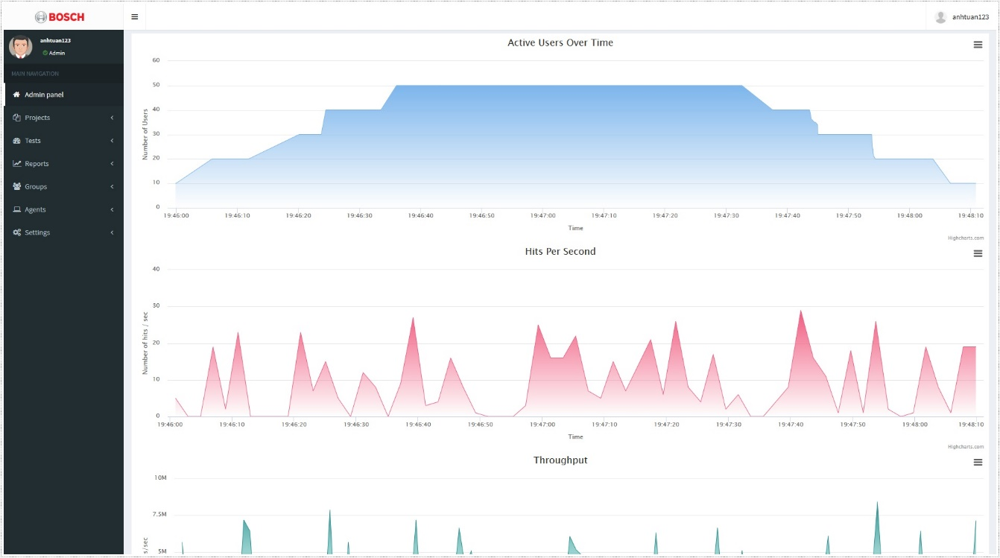 BOSCH
anhtuan123
anhtuan123
Admin
MAIN NAVIGATION
Admin panel
Projects
Tests
Reports
Groups
Agents
Settings
Active Users Over Time
Number of Users
60
50
40
30
20
10
0
19:46:00 19:46:10 19:46:20 19:46:30 19:46:40 19:46:50 19:47:00 19:47:10 19:47:20 19:47:30 19:47:40 19:47:50 19:48:00 19:48:10
Time
Highcharts.com
Hits Per Second
Number of hits / sec
40
30
20
10
0
19:46:00 19:46:10 19:46:20 19:46:30 19:46:40 19:46:50 19:47:00 19:47:10 19:47:20 19:47:30 19:47:40 19:47:50 19:48:00 19:48:10
Time
Highcharts.com
Throughput
s/sec
10M
7.5M
5M